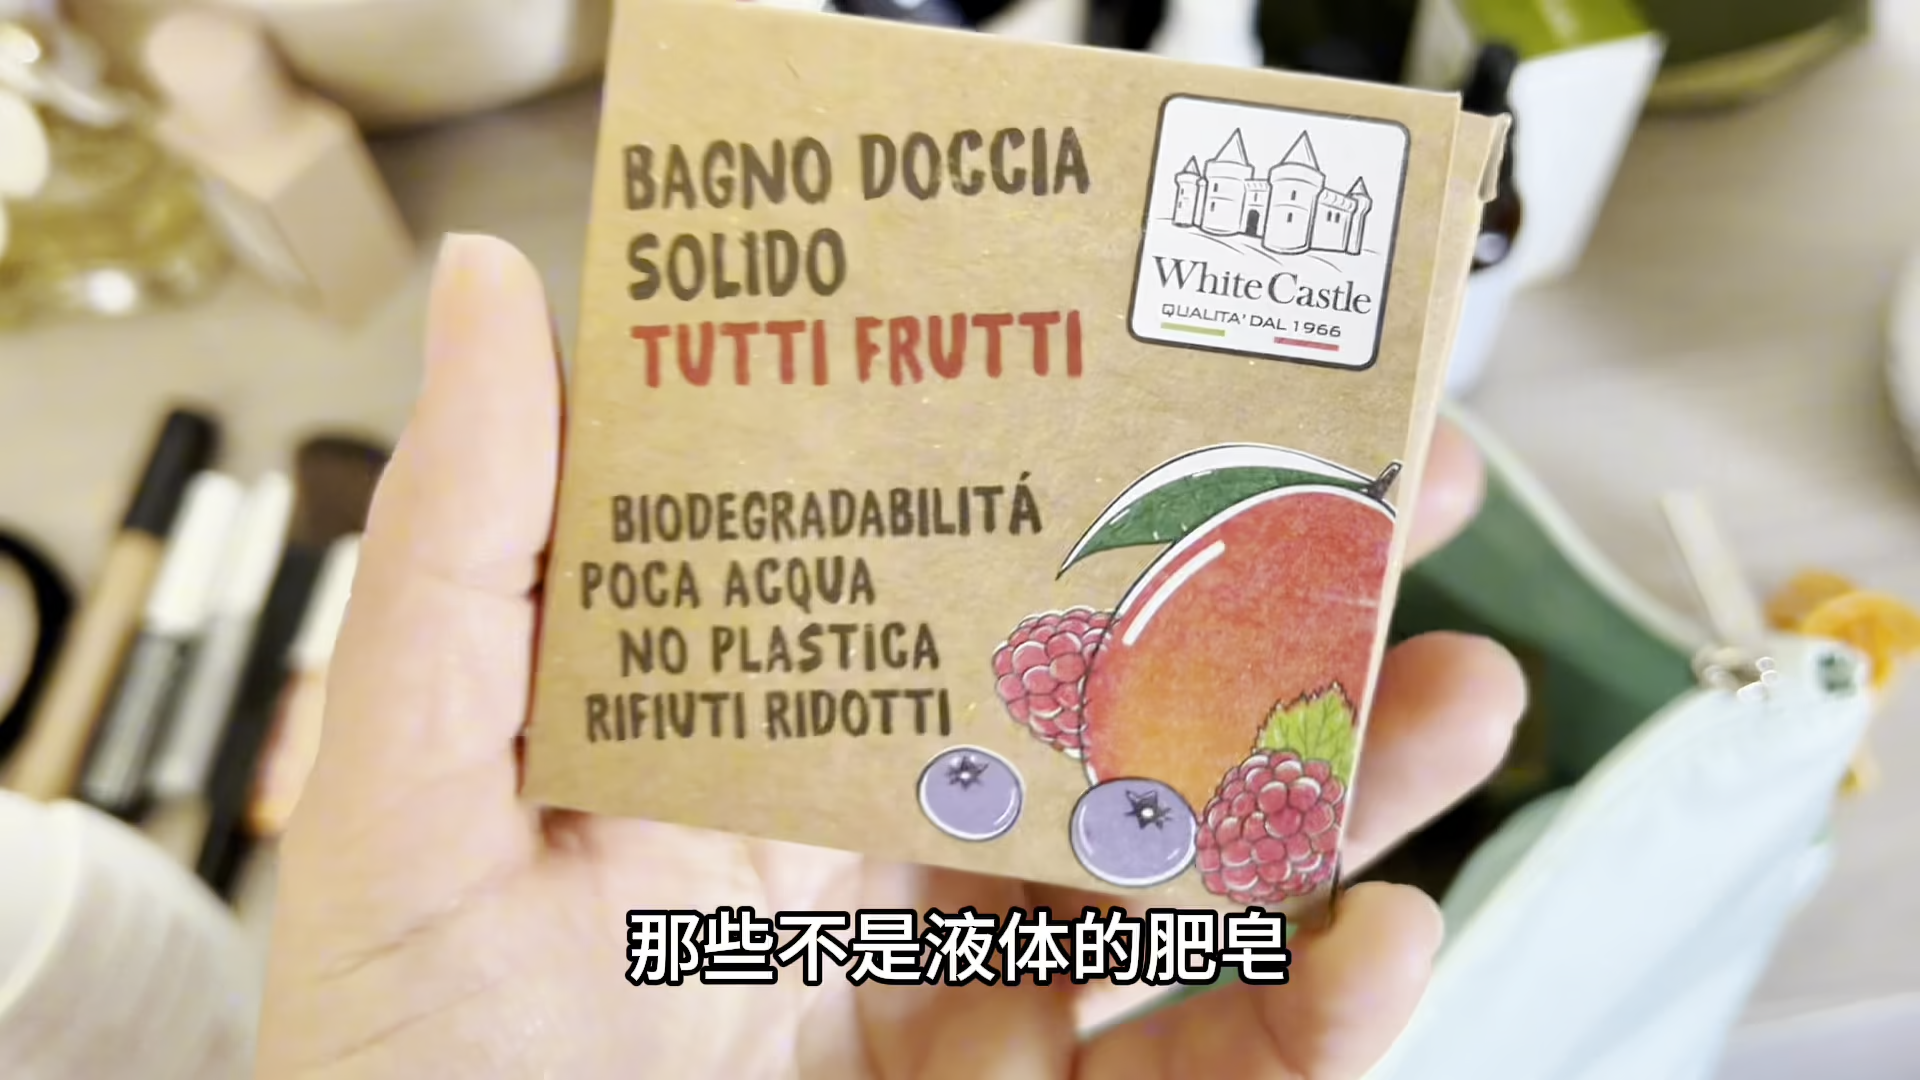 BAGNO DOCCIA
SOLIDO
TUTTI FRUTTI
White Castle
QUALITA' DAL 1966
BIODEGRADABILITÁ
POCA ACQUA
NO PLASTICA
RIFIUTI RIDOTTI
那些不是液体的肥皂